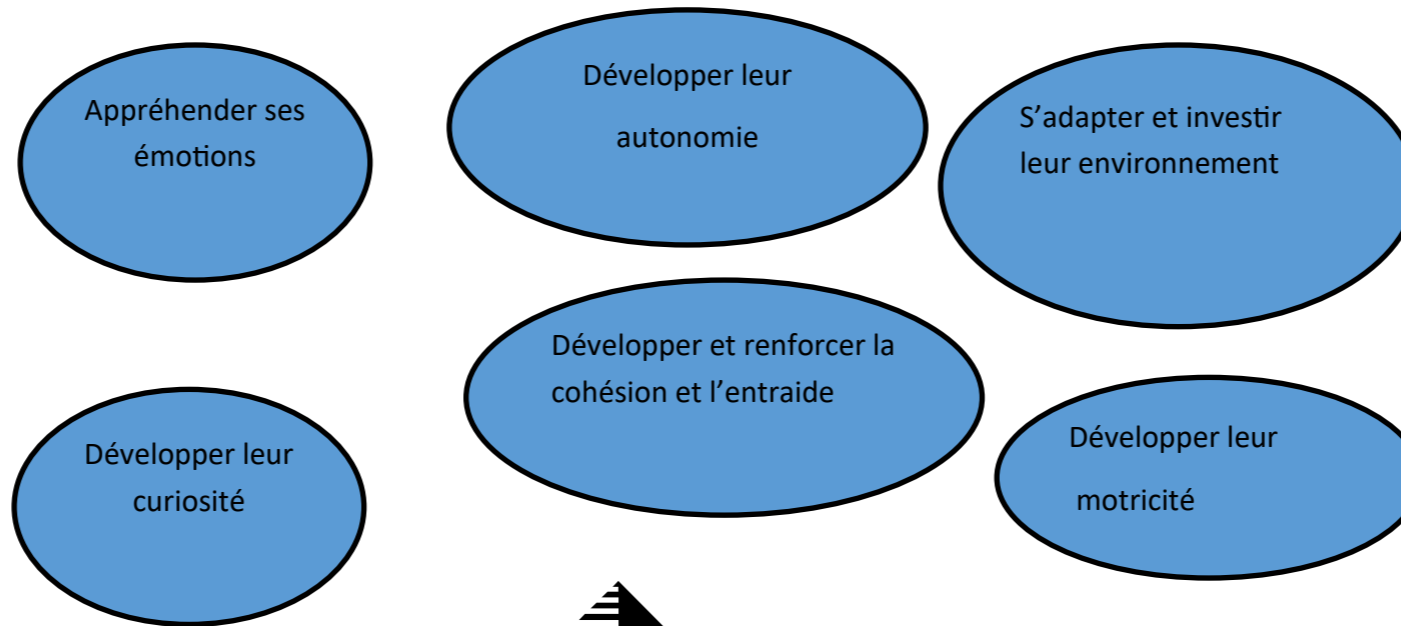 Appréhender ses
émotions
Développer leur
autonomie
S’adapter et investir
leur environnement
Développer et renforcer la
cohésion et l’entraide
Développer leur
curiosité
Développer leur
motricité